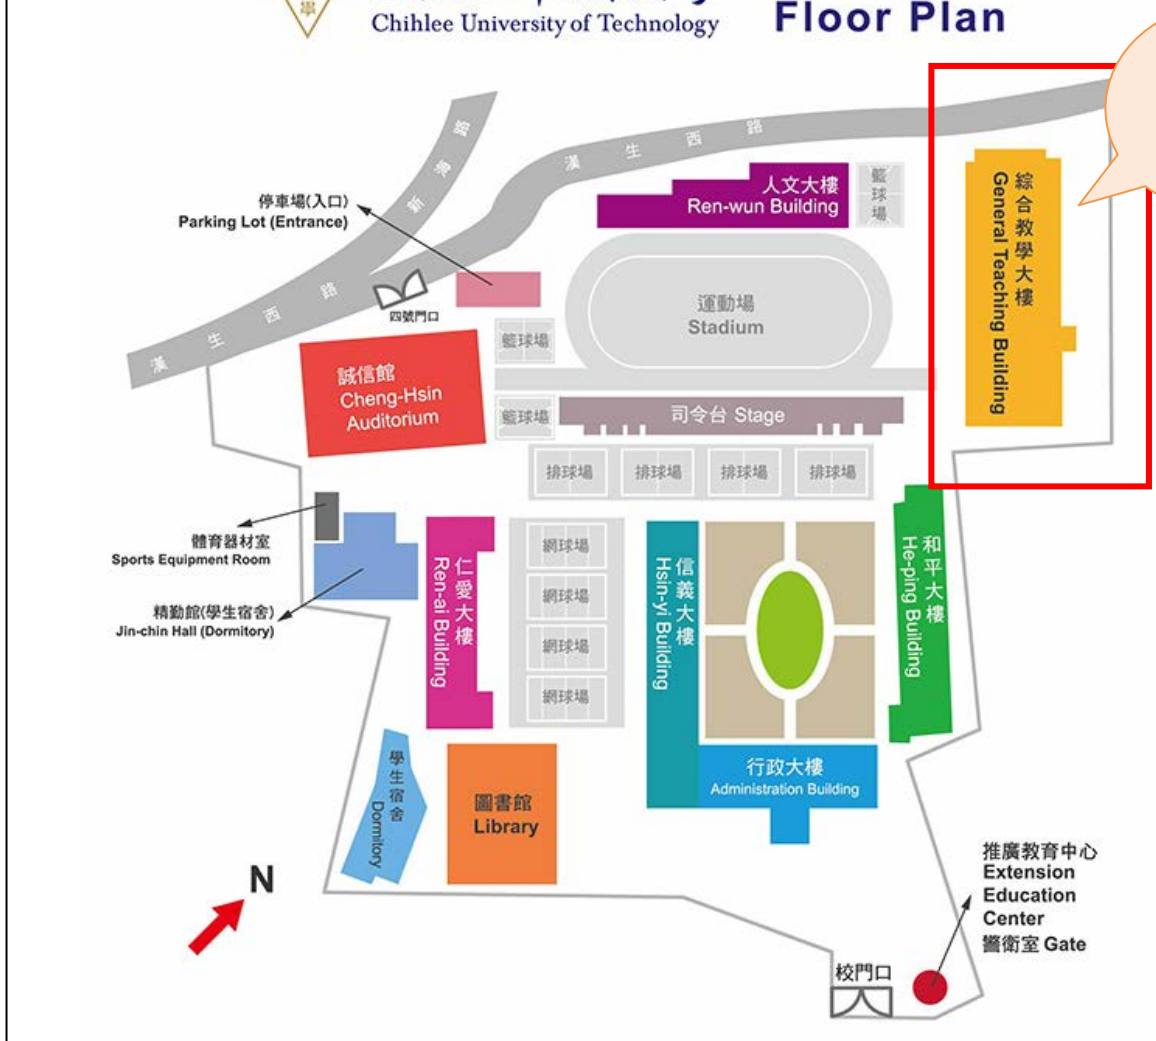 學
Chihlee University of Technology
Floor Plan
新海路
漢生西路
漢生西路
停車場(入口)
Parking Lot (Entrance)
四號門口
人文大樓
Ren-wun Building
籃球場
綜合教學大樓
General Teaching Building
運動場
Stadium
籃球場
誠信館
Cheng-Hsin
Auditorium
籃球場
司令台 Stage
排球場
排球場
排球場
排球場
體育器材室
Sports Equipment Room
精勤館(學生宿舍)
Jin-chin Hall (Dormitory)
仁愛大樓
Ren-ai Building
網球場
網球場
網球場
網球場
信義大樓
Hsin-yi Building
和平大樓
He-ping Building
學生宿舍
Dormitory
圖書館
Library
行政大樓
Administration Building
N
推廣教育中心
Extension
Education
Center
警衛室 Gate
校門口